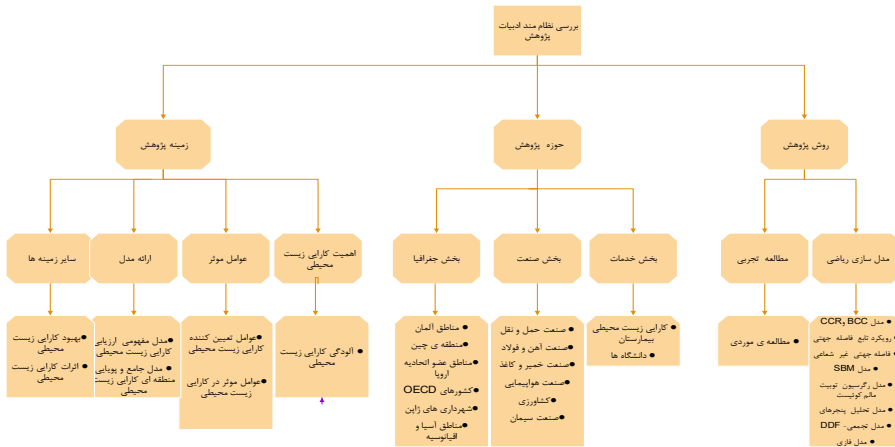 بررسی نظام مند ادبیات
پژوهش
روش پژوهش
حوزه پژوهش
زمینه پژوهش
مدل سازی ریاضی
مطالعه تجربی
بخش خدمات
بخش صنعت
بخش جغرافیا
اهمیت کارایی زیست
محیطی
عوامل موثر
ارائه مدل
سایر زمینه ها
● مدل CCR, BCC
● رویکرد تابع فاصله جهتی
● فاصله جهتی غیر شعاعی
● مدل SBM
● مدل رگرسیون توبیت
مالم کوئیست
● مدل تحلیل پنجرهای
● مدل تجمعی- DDF
● مدل فازی
● مطالعه ی موردی
● کارایی زیست محیطی
بیمارستان
● دانشگاه ها
● صنعت حمل و نقل
● صنعت آهن و فولاد
● صنعت خمیر و کاغذ
● صنعت هواپیمایی
● کشاورزی
● صنعت سیمان
● مناطق آلمان
● منطقه ی چین
● مناطق عضو اتحادیه
اروپا
● کشورهای OECD
● شهرداری های ژاپن
● مناطق آسیا و
اقیانوسیه
● آلودگی کارایی زیست
محیطی
● عوامل تعیین کننده
کارایی زیست محیطی
● عوامل موثر در کارایی
زیست محیطی
● مدل مفهومی ارزیابی
کارایی زیست محیطی
● مدل جامع و پویایی
منطقه ای کارایی زیست
محیطی
● بهبود کارایی زیست
محیطی
● اثرات کارایی زیست
محیطی